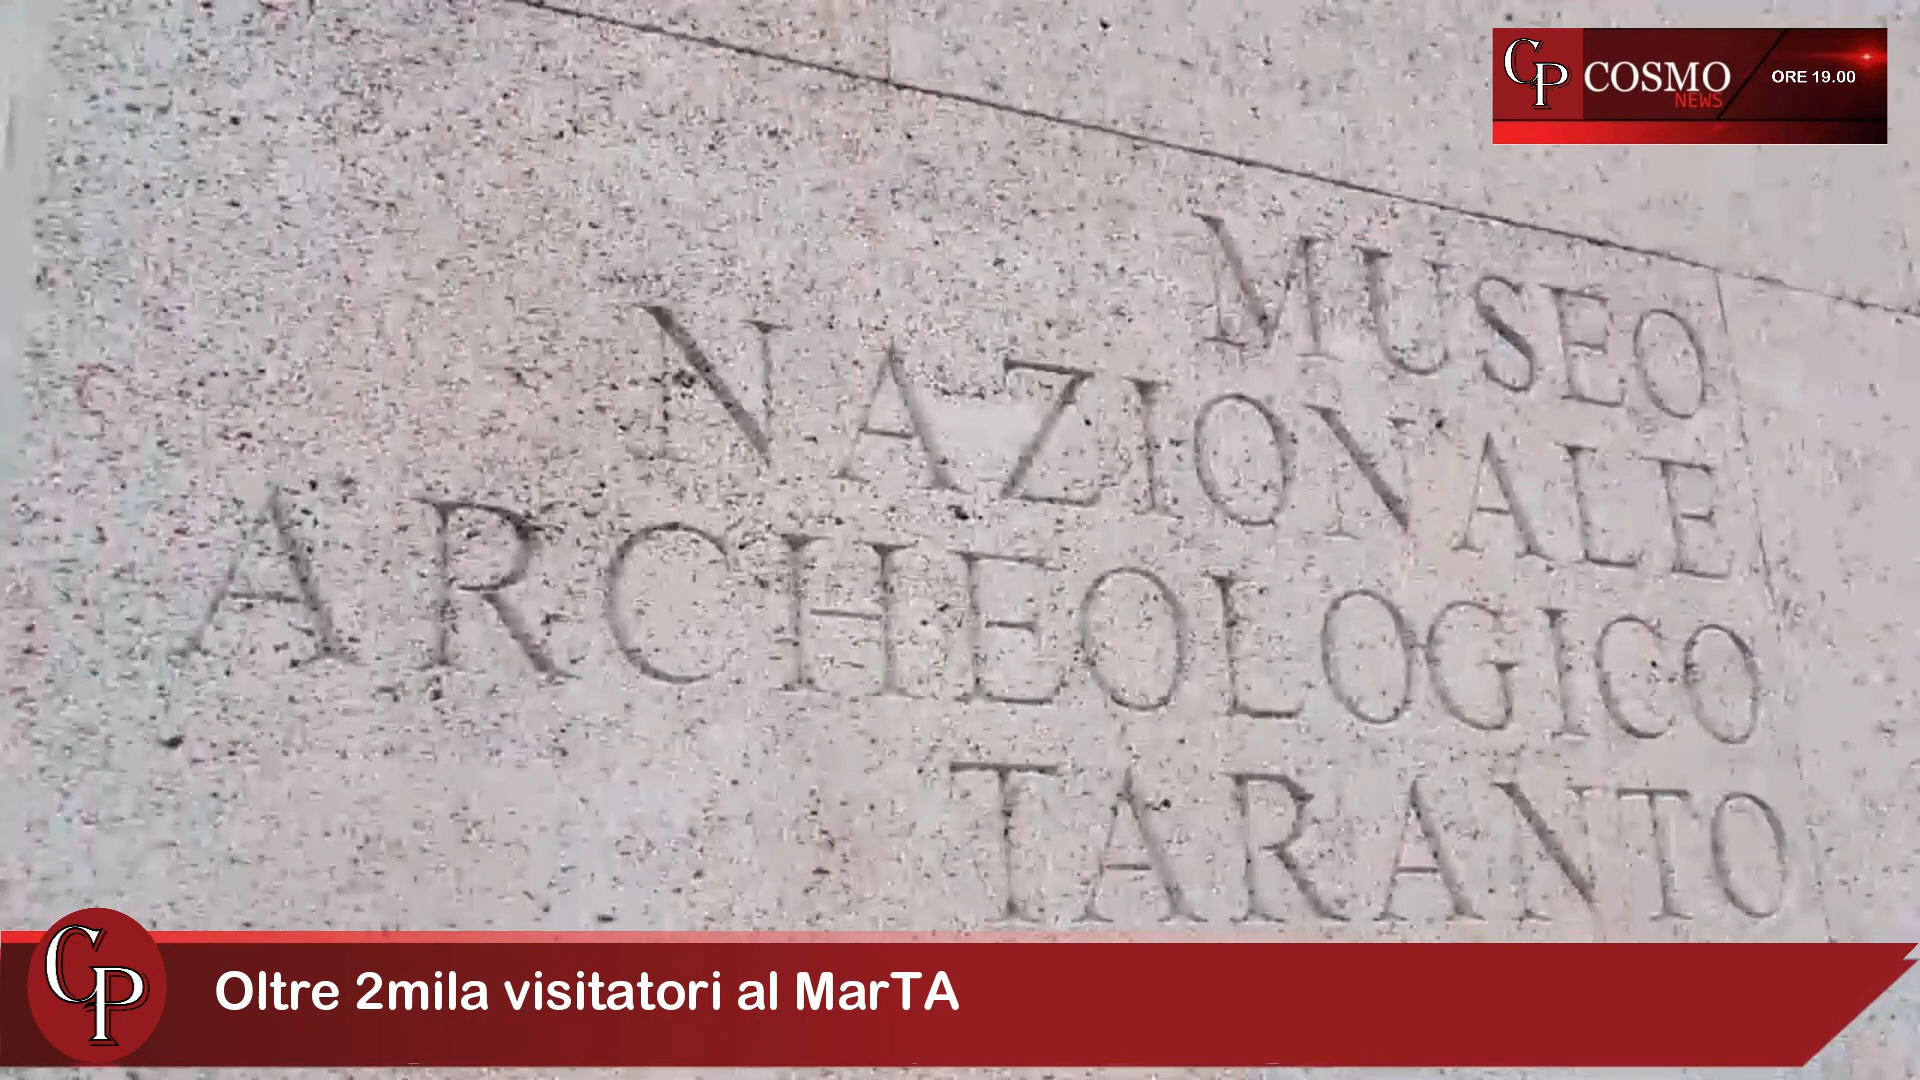 CP COSMO NEWS ORE 19.00
MUSEO
NAZIONALE
ARCHEOLOGICO
TARANTO
CP
Oltre 2mila visitatori al MarTA